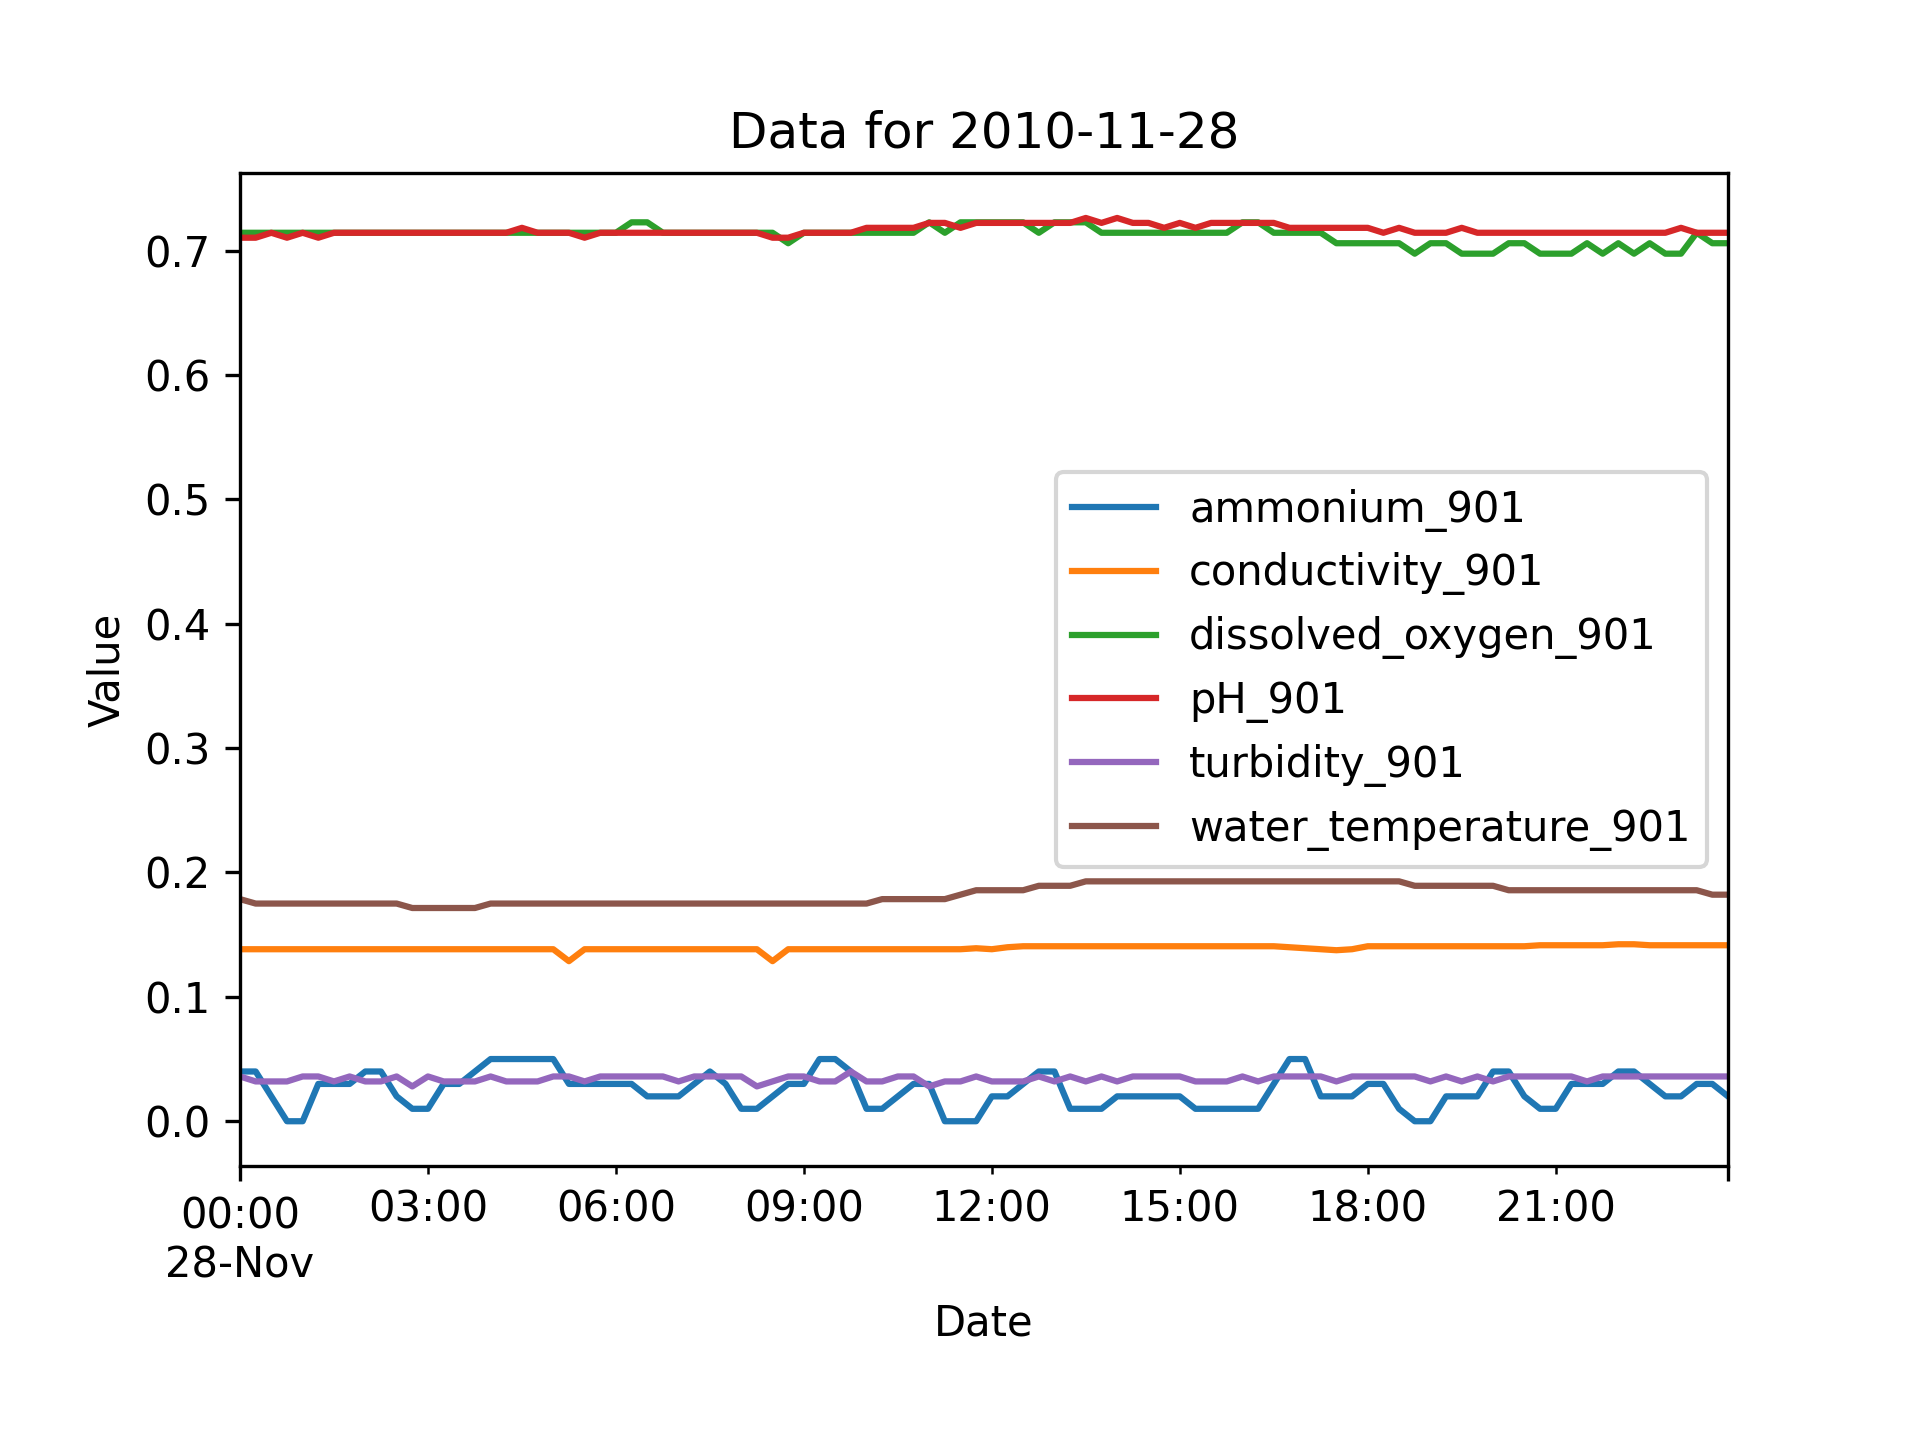 Data for 2010-11-28
Value
0.7
0.6
0.5
0.4
0.3
0.2
0.1
0.0
ammonium_901
conductivity_901
dissolved_oxygen_901
pH_901
turbidity_901
water_temperature_901
00:00 03:00 06:00 09:00 12:00 15:00 18:00 21:00
28-Nov
Date